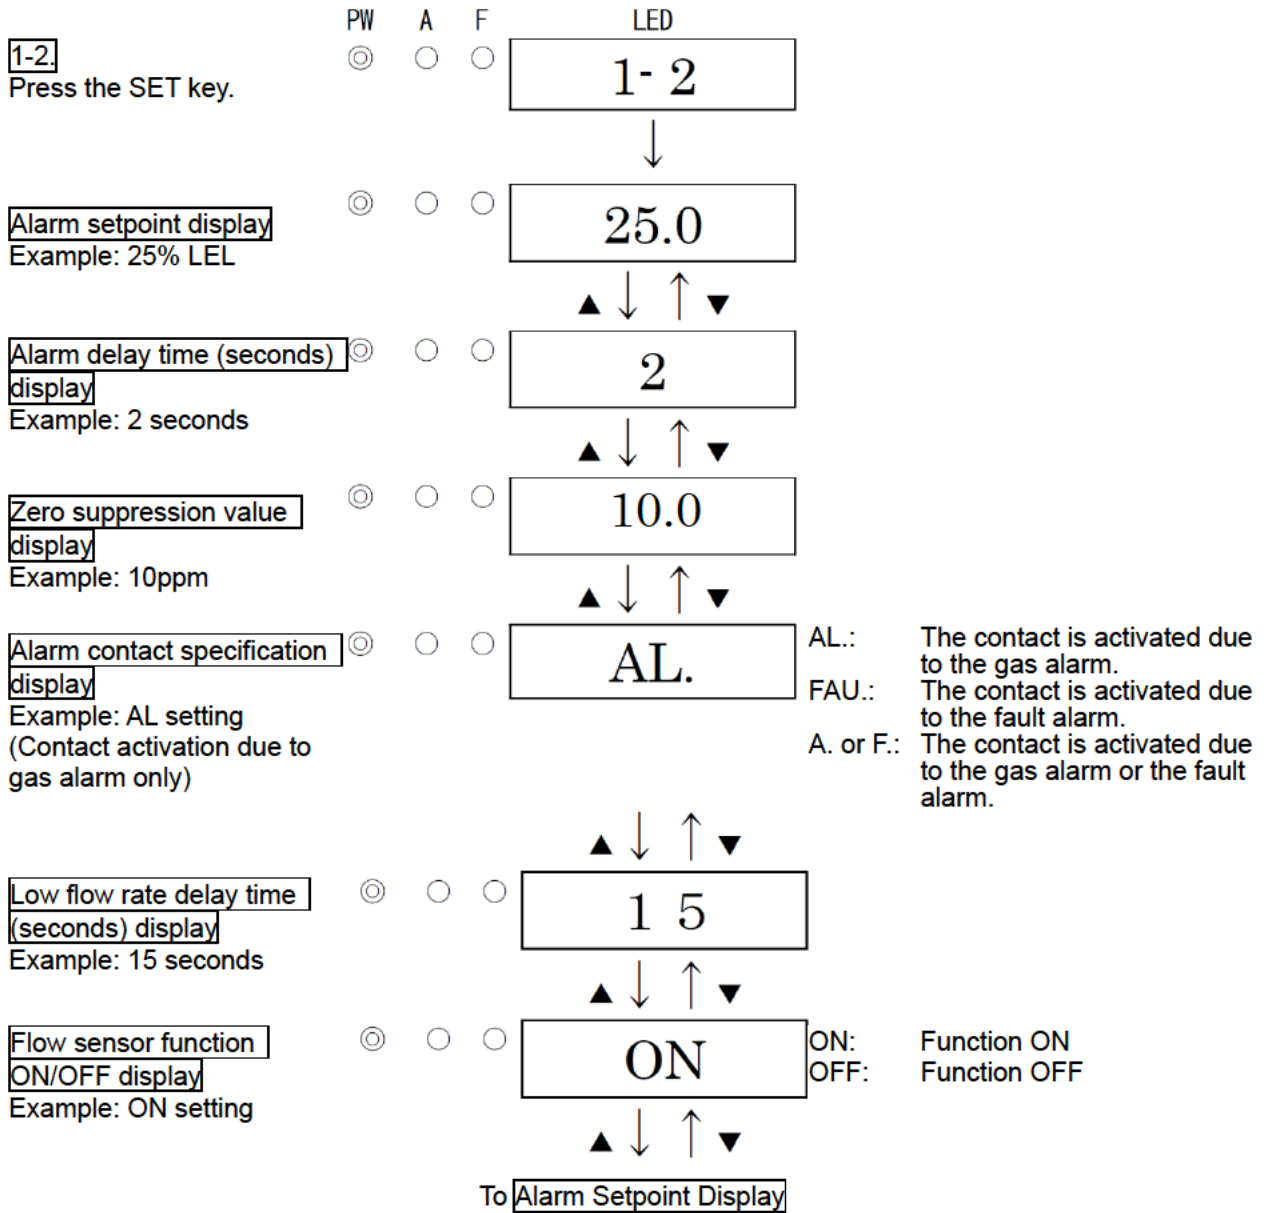 PW A F LED
1-2.
Press the SET key.
1- 2
Alarm setpoint display
Example: 25% LEL
25.0
▲ ▼
Alarm delay time (seconds)
display
Example: 2 seconds
2
▲ ▼
Zero suppression value
display
Example: 10ppm
10.0
▲ ▼
Alarm contact specification
display
Example: AL setting
(Contact activation due to
gas alarm only)
AL.
AL.: The contact is activated due
to the gas alarm.
FAU.: The contact is activated due
to the fault alarm.
A. or F.: The contact is activated due
to the gas alarm or the fault
alarm.
▲ ▼
Low flow rate delay time
(seconds) display
Example: 15 seconds
1 5
▲ ▼
Flow sensor function
ON/OFF display
Example: ON setting
ON
ON: Function ON
OFF: Function OFF
▲ ▼
To Alarm Setpoint Display